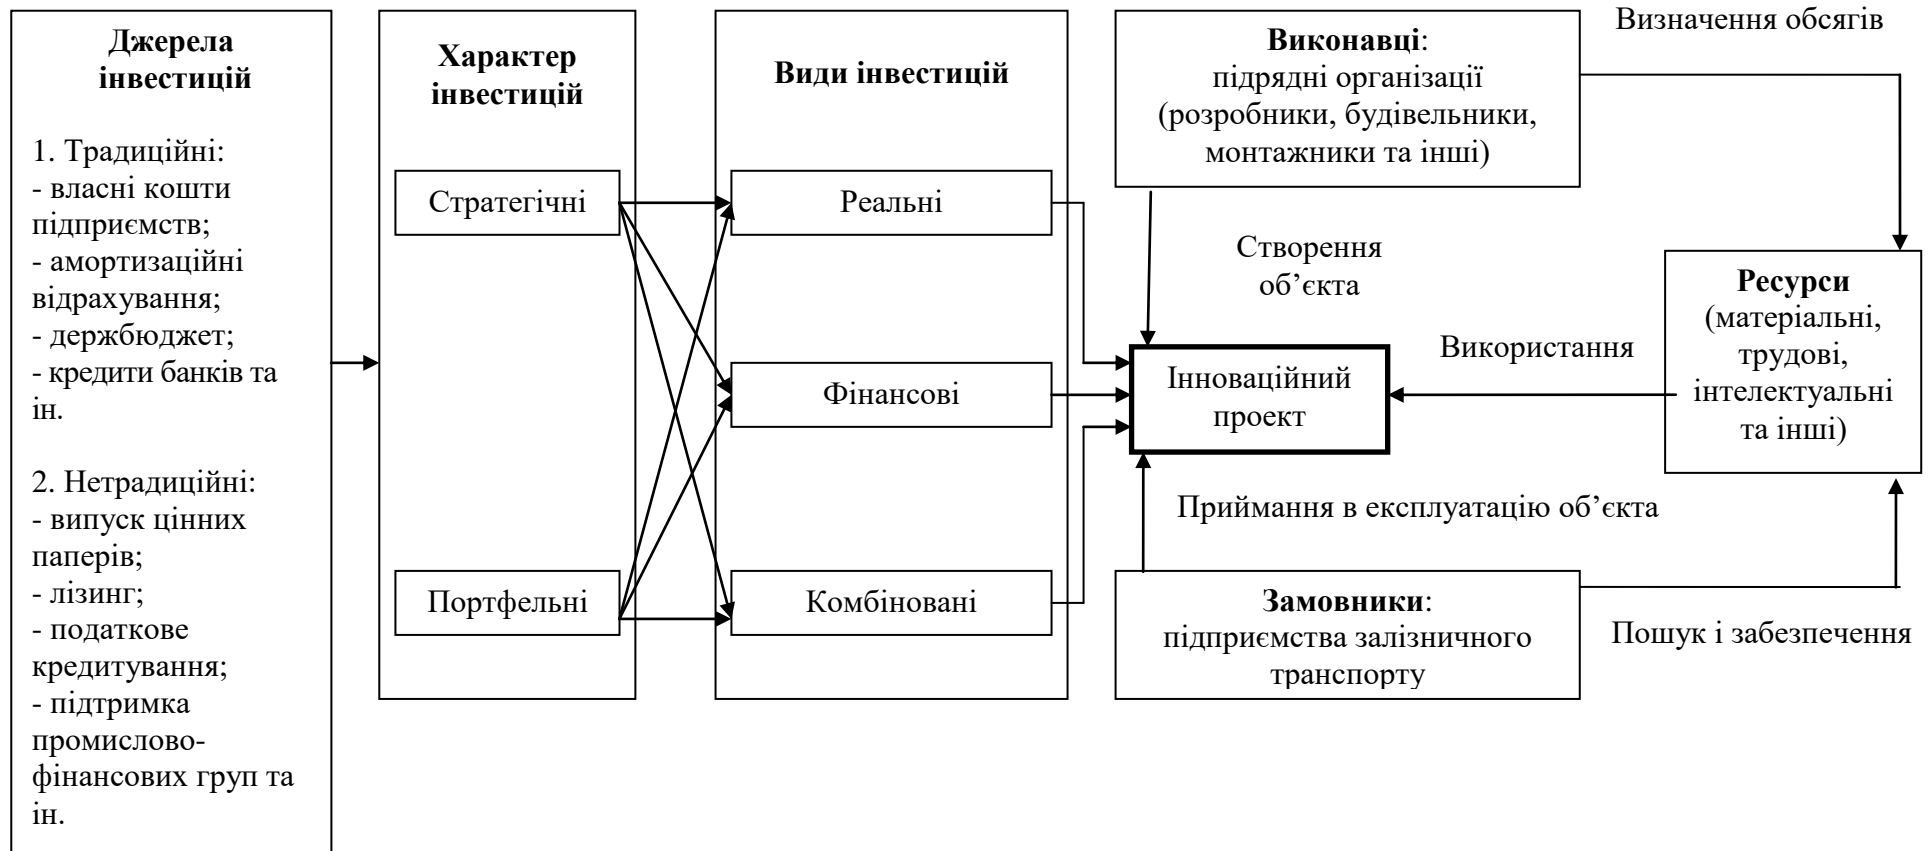 Джерела
інвестицій
1. Традиційні:
- власні кошти
підприємств;
- амортизаційні
відрахування;
- держбюджет;
- кредити банків та
ін.
2. Нетрадиційні:
- випуск цінних
паперів;
- лізинг;
- податкове
кредитування;
- підтримка
промислово-
фінансових груп та
ін.
Характер
інвестицій
Стратегічні
Портфельні
Види інвестицій
Реальні
Фінансові
Комбіновані
Виконавці:
підрядні організації
(розробники, будівельники,
монтажники та інші)
Визначення обсягів
Створення
об’єкта
Інноваційний
проект
Використання
Ресурси
(матеріальні,
трудові,
інтелектуальні
та інші)
Приймання в експлуатацію об’єкта
Замовники:
підприємства залізничного
транспорту
Пошук і забезпечення